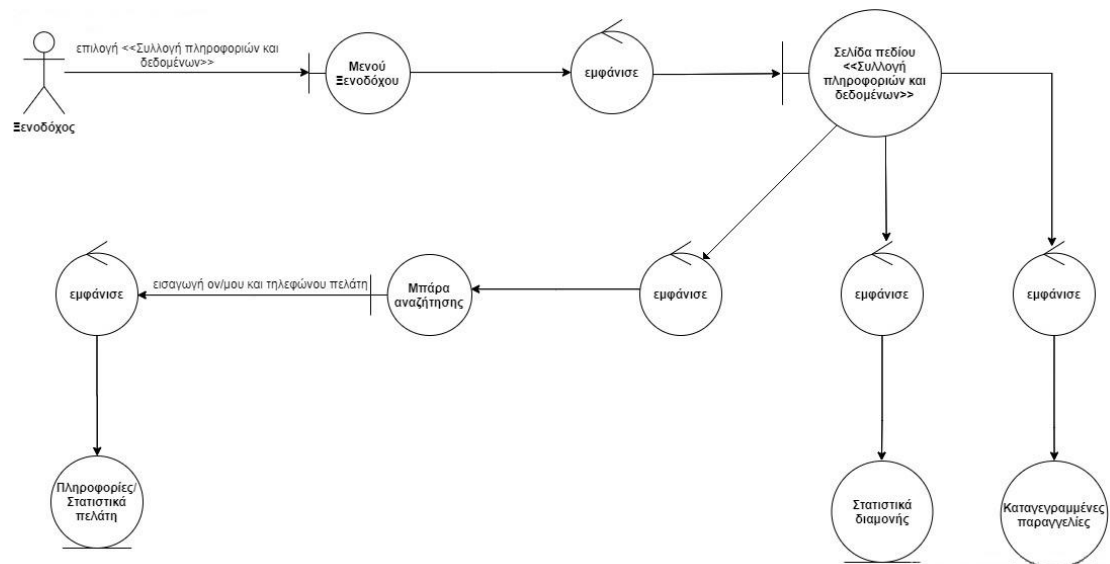 επιλογή <<Συλλογή πληροφοριών και
δεδομένων>>
Ξενοδόχος
Μενού
Ξενοδόχου
εμφάνισε
Σελίδα πεδίου
<<Συλλογή
πληροφοριών και
δεδομένων>>
εμφάνισε
εισαγωγή ον/μου και τηλεφώνου πελάτη
Μπάρα
αναζήτησης
εμφάνισε
εμφάνισε
εμφάνισε
Πληροφορίες/
Στατιστικά
πελάτη
Στατιστικά
διαμονής
Καταγεγραμμένες
παραγγελίες